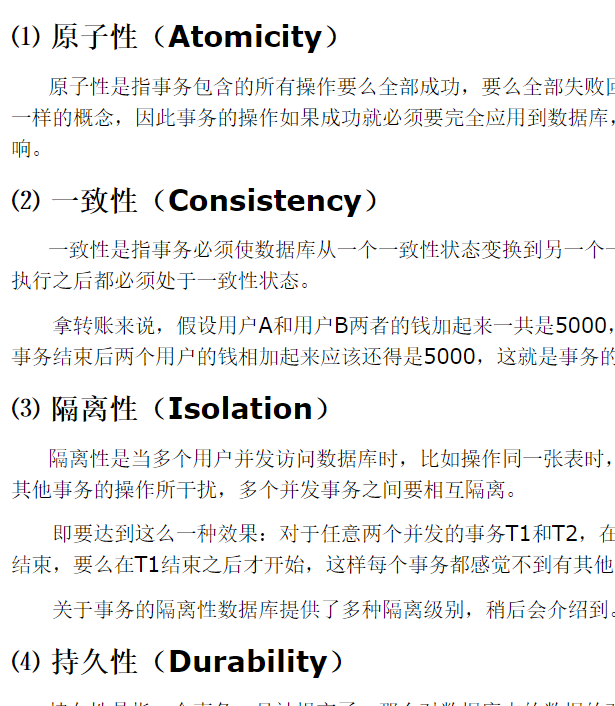 ⑴ 原子性（Atomicity）
原子性是指事务包含的所有操作要么全部成功，要么全部失败
一样的概念，因此事务的操作如果成功就必须要完全应用到数据库，
响。
⑵ 一致性（Consistency）
一致性是指事务必须使数据库从一个一致性状态变换到另一个一
执行之后都必须处于一致性状态。
拿转账来说，假设用户A和用户B两者的钱加起来一共是5000，
事务结束后两个用户的钱相加起来应该还得是5000，这就是事务的
⑶ 隔离性（Isolation）
隔离性是当多个用户并发访问数据库时，比如操作同一张表时，
其他事务的操作所干扰，多个并发事务之间要相互隔离。
即要达到这么一种效果：对于任意两个并发的事务T1和T2，在
结束，要么在T1结束之后才开始，这样每个事务都感觉不到有其他
关于事务的隔离性数据库提供了多种隔离级别，稍后会介绍到。
⑷ 持久性（Durability）